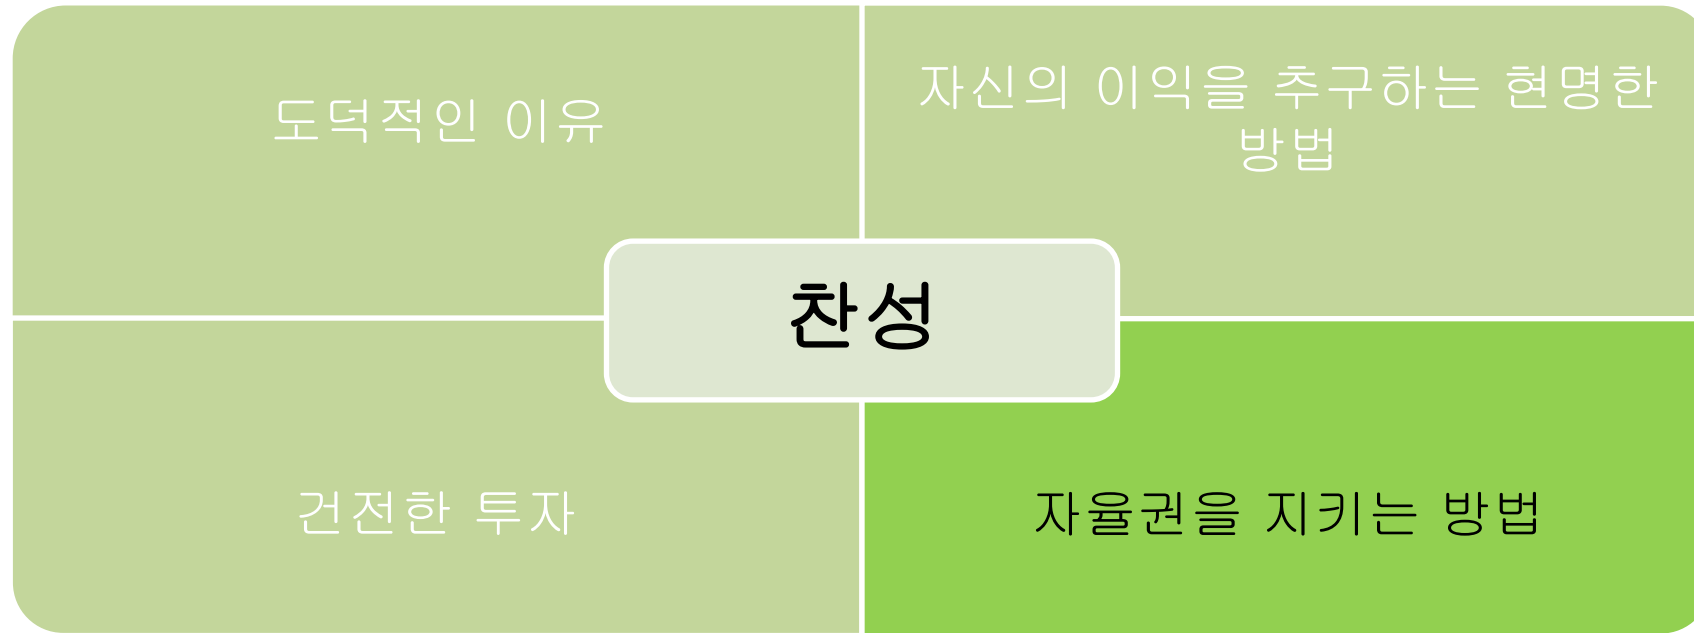 도덕적인 이유
자신의 이익을 추구하는 현명한
방법
찬성
건전한 투자
자율권을 지키는 방법